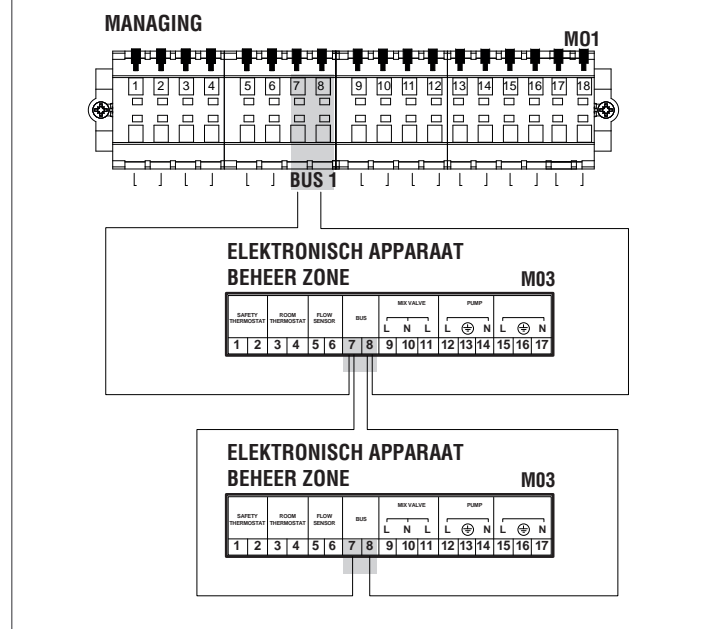 MANAGING
M01
1 2 3 4 5 6 7 8 9 10 11 12 13 14 15 16 17 18
BUS 1
ELEKTRONISCH APPARAAT
BEHEER ZONE M03
SAFETY THERMOSTAT ROOM THERMOSTAT FLOW SENSOR BUS MIX VALVE PUMP
L N L L N L N
1 2 3 4 5 6 7 8 9 10 11 12 13 14 15 16 17
ELEKTRONISCH APPARAAT
BEHEER ZONE M03
SAFETY THERMOSTAT ROOM THERMOSTAT FLOW SENSOR BUS MIX VALVE PUMP
L N L L N L N
1 2 3 4 5 6 7 8 9 10 11 12 13 14 15 16 17